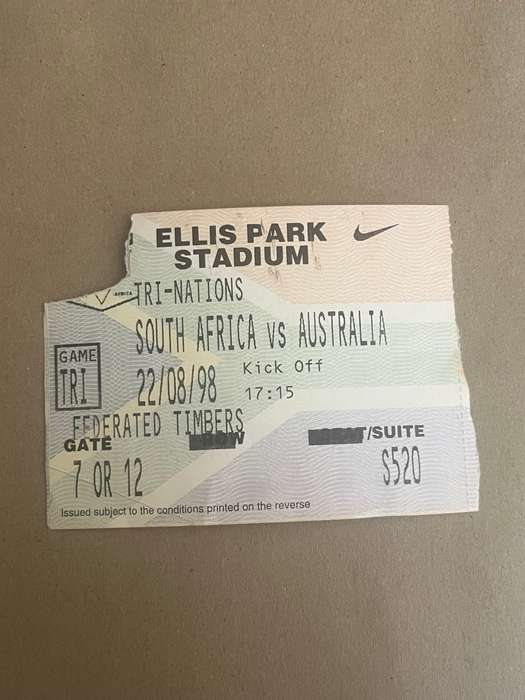 ELLIS PARK
STADIUM
AFRICA
TRI-NATIONS
SOUTH AFRICA vs AUSTRALIA
GAME
TRI
22/08/98
Kick Off
17:15
FEDERATED TIMBERS
GATE
/SUITE
7 OR 12
S520
Issued subject to the conditions printed on the reverse